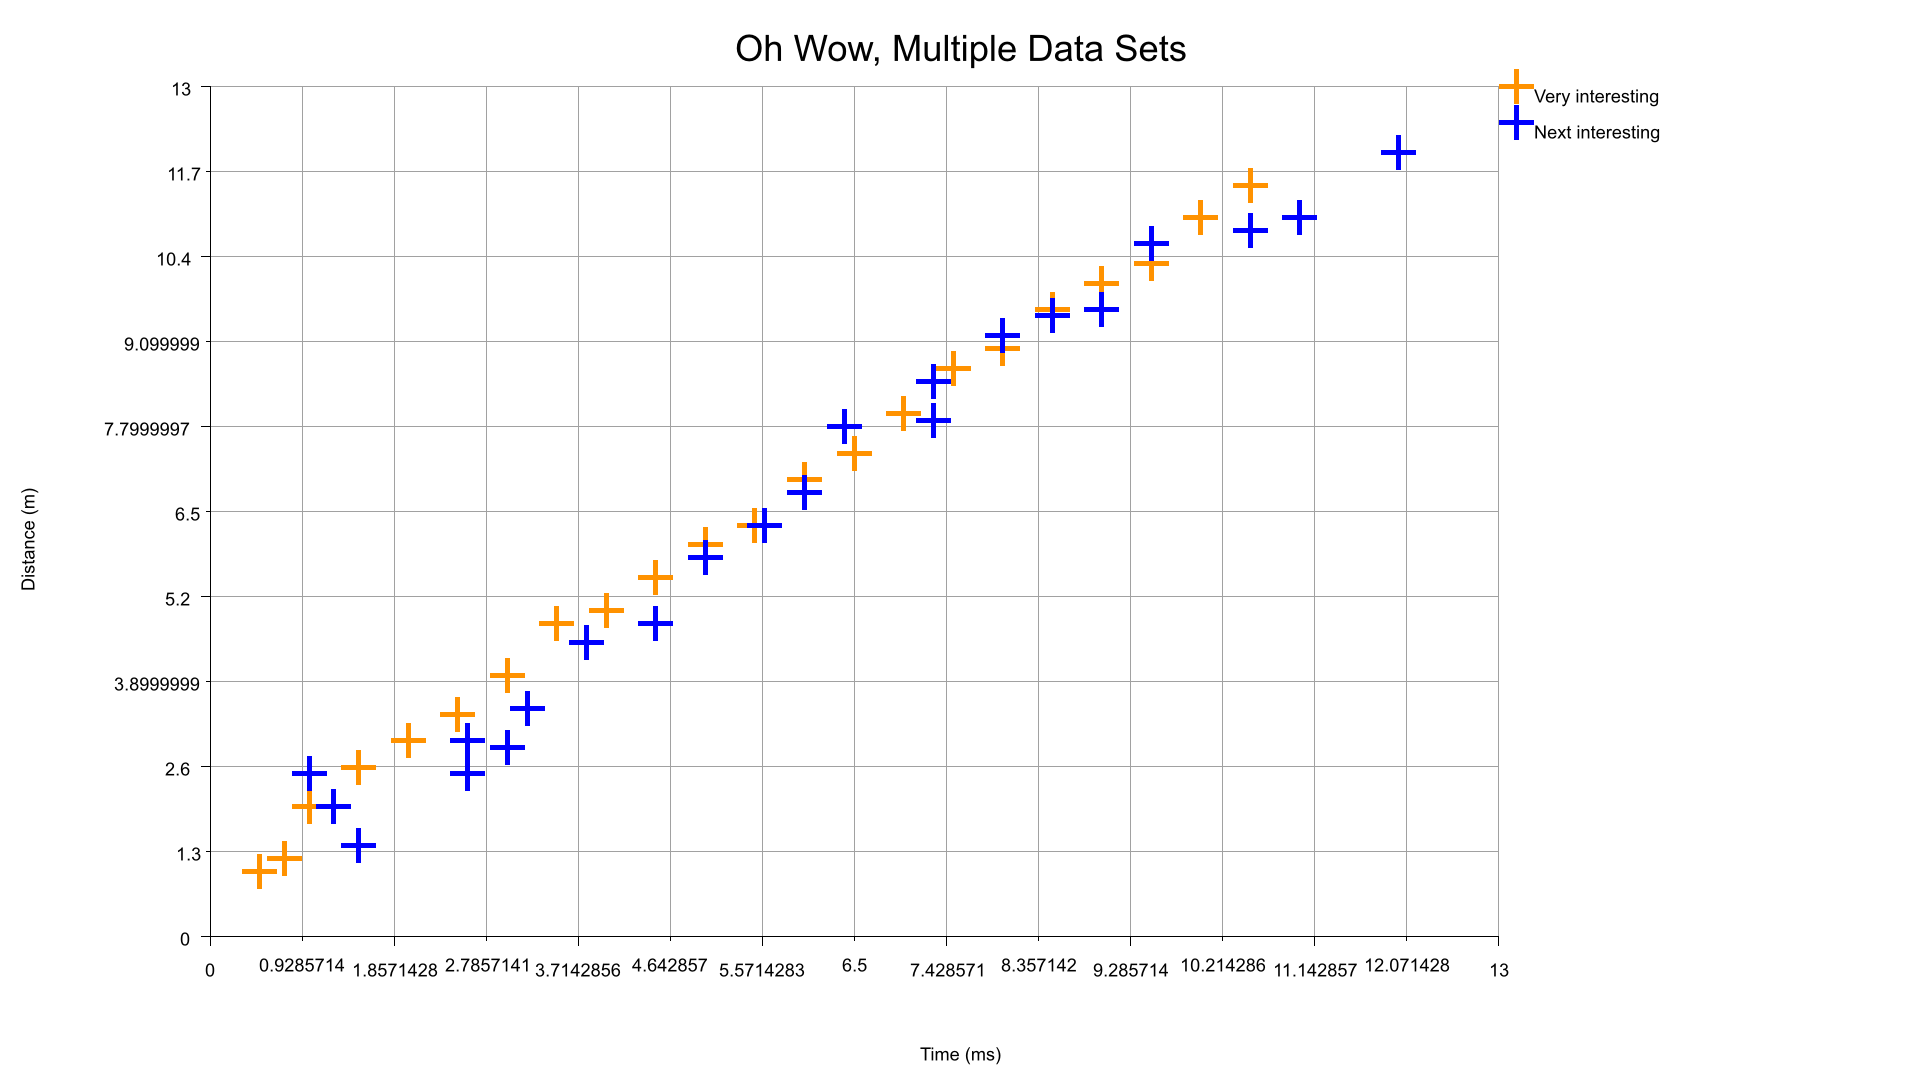 Oh Wow, Multiple Data Sets
Very interesting
Next interesting
13
11.7
10.4
9.099999
7.7999997
6.5
5.2
3.8999999
2.6
1.3
0
Distance (m)
0 0.9285714 1.8571428 2.7857141 3.7142856 4.642857 5.5714283 6.5 7.428571 8.357142 9.285714 10.214286 11.142857 12.071428 13
Time (ms)